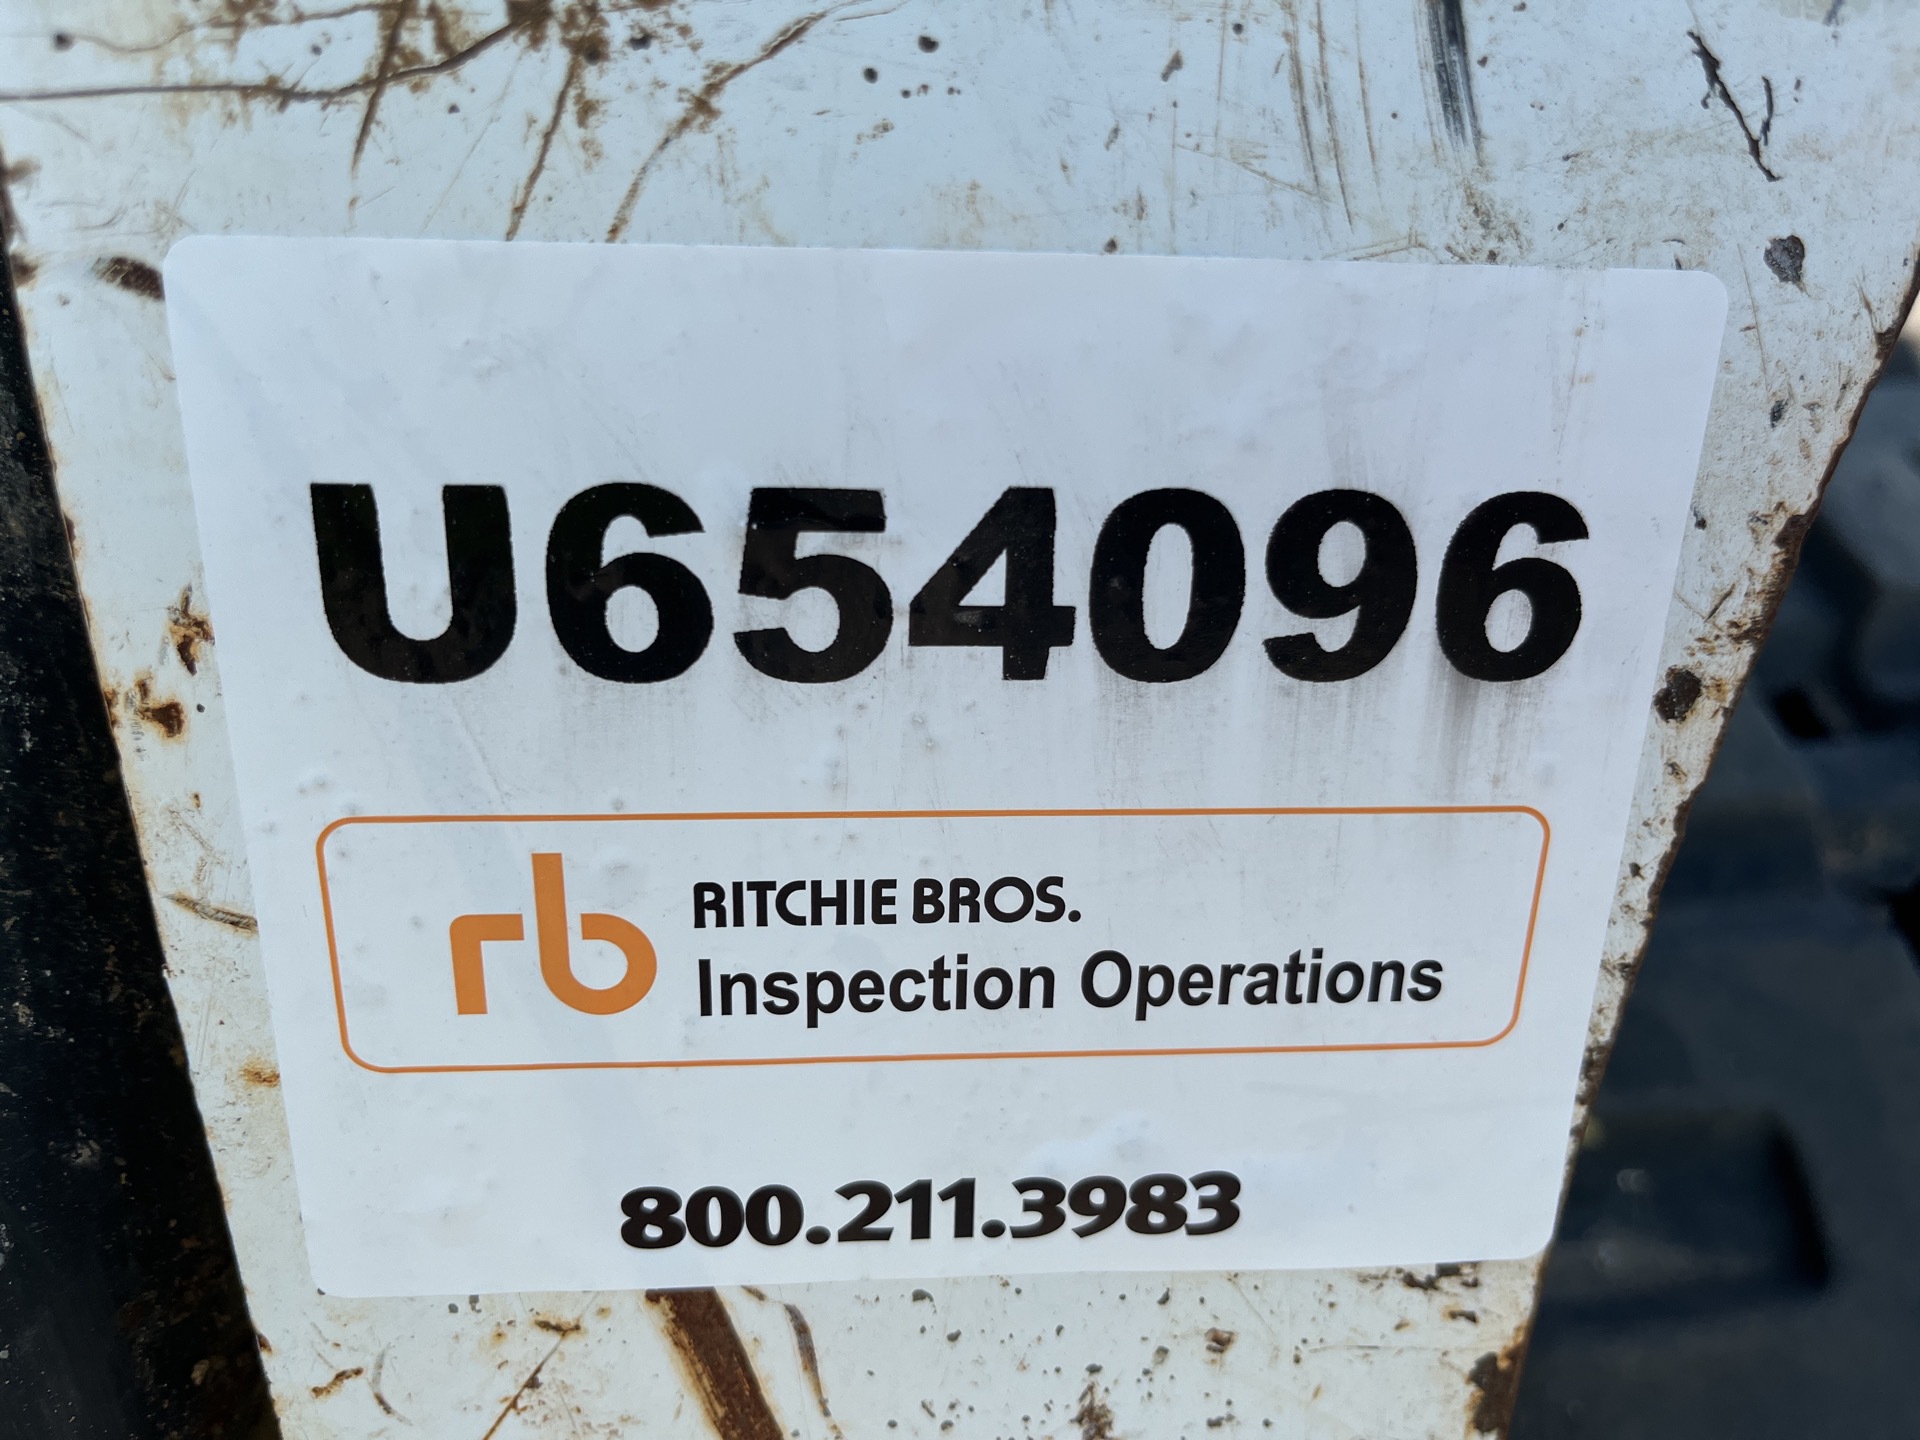 U654096
rb RITCHIE BROS.
Inspection Operations
800.211.3983